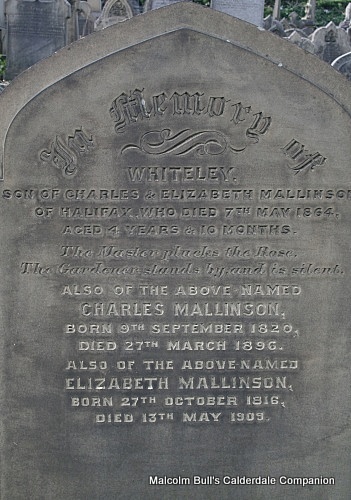 In Memory of
WHITELEY,
SON OF CHARLES & ELIZABETH MALLINSON
OF HALIFAX, WHO DIED 7TH MAY 1864,
AGED 4 YEARS & 10 MONTHS.
The Master plucks the Rose,
The Gardener stands by, and is silent.
ALSO OF THE ABOVE NAMED
CHARLES MALLINSON,
BORN 9TH SEPTEMBER 1820,
DIED 27TH MARCH 1896.
ALSO OF THE ABOVE NAMED
ELIZABETH MALLINSON,
BORN 27TH OCTOBER 1816,
DIED 13TH MAY 1909.
Malcolm Bull's Calderdale Companion